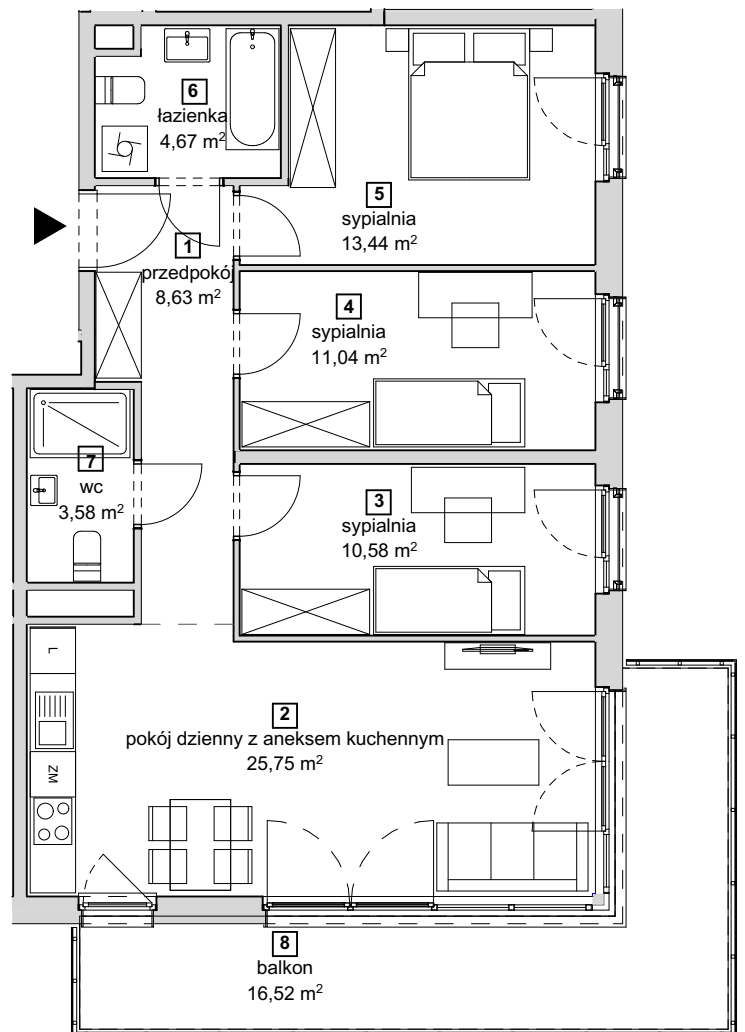 6
łazienka
4,67 m²
5
sypialnia
13,44 m²
1
przedpokój
8,63 m²
4
sypialnia
11,04 m²
7
wc
3,58 m²
3
sypialnia
10,58 m²
L
2
pokój dzienny z aneksem kuchennym
25,75 m²
ZM
8
balkon
16,52 m²